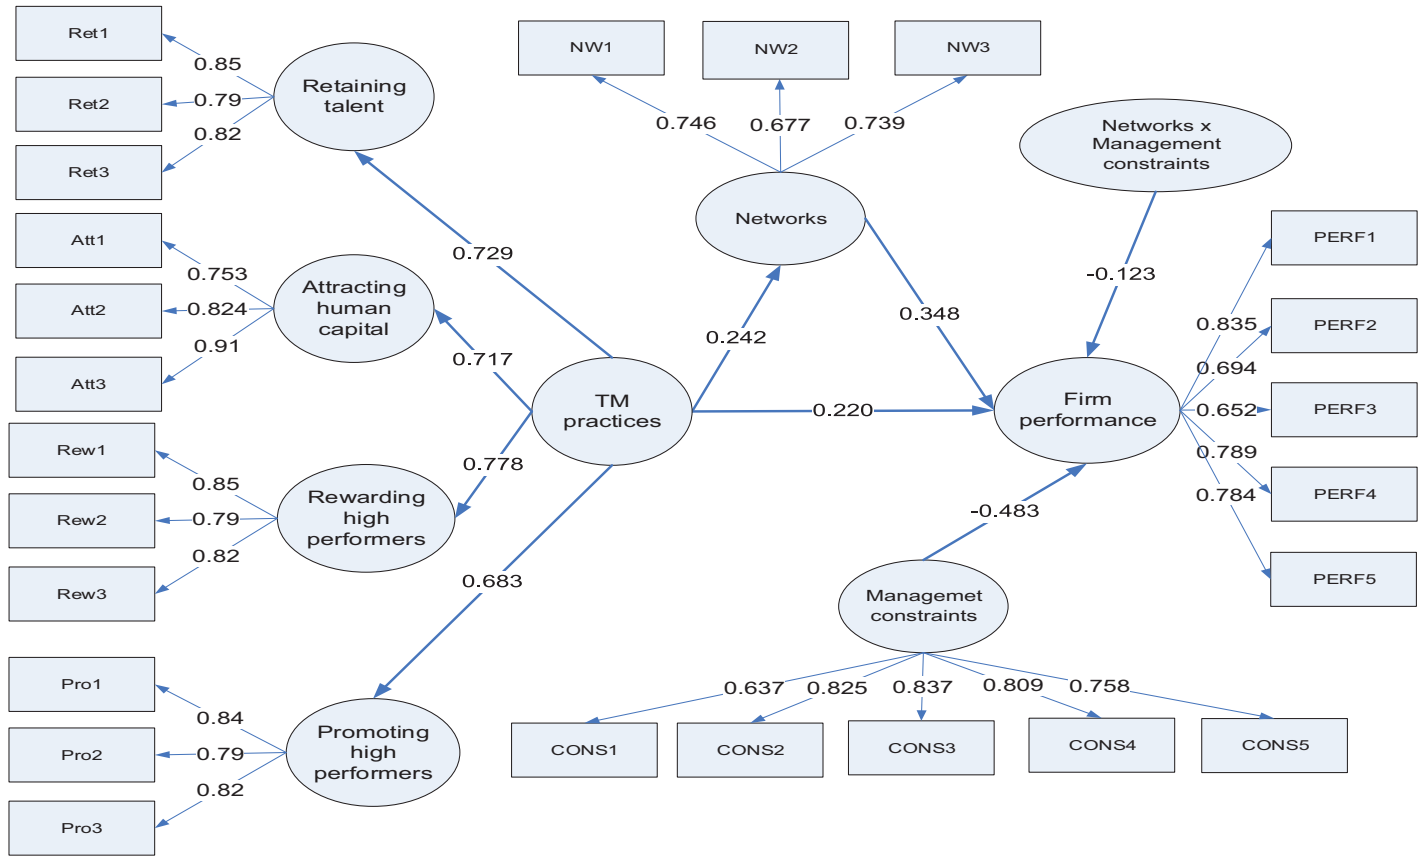 Ret1
Ret2
Ret3
0.85
0.79
0.82
Retaining
talent
Att1
Att2
Att3
0.753
0.824
0.91
Attracting
human
capital
Rew1
Rew2
Rew3
0.85
0.79
0.82
Rewarding
high
performers
Pro1
Pro2
Pro3
0.84
0.79
0.82
Promoting
high
performers
0.729
0.717
0.778
0.683
TM
practices
NW1
NW2
NW3
0.746
0.677
0.739
Networks
0.242
0.348
0.220
Networks x
Management
constraints
-0.123
Firm
performance
-0.483
Managemet
constraints
0.637
0.825
0.837
0.809
0.758
CONS1
CONS2
CONS3
CONS4
CONS5
0.835
0.694
0.652
0.789
0.784
PERF1
PERF2
PERF3
PERF4
PERF5